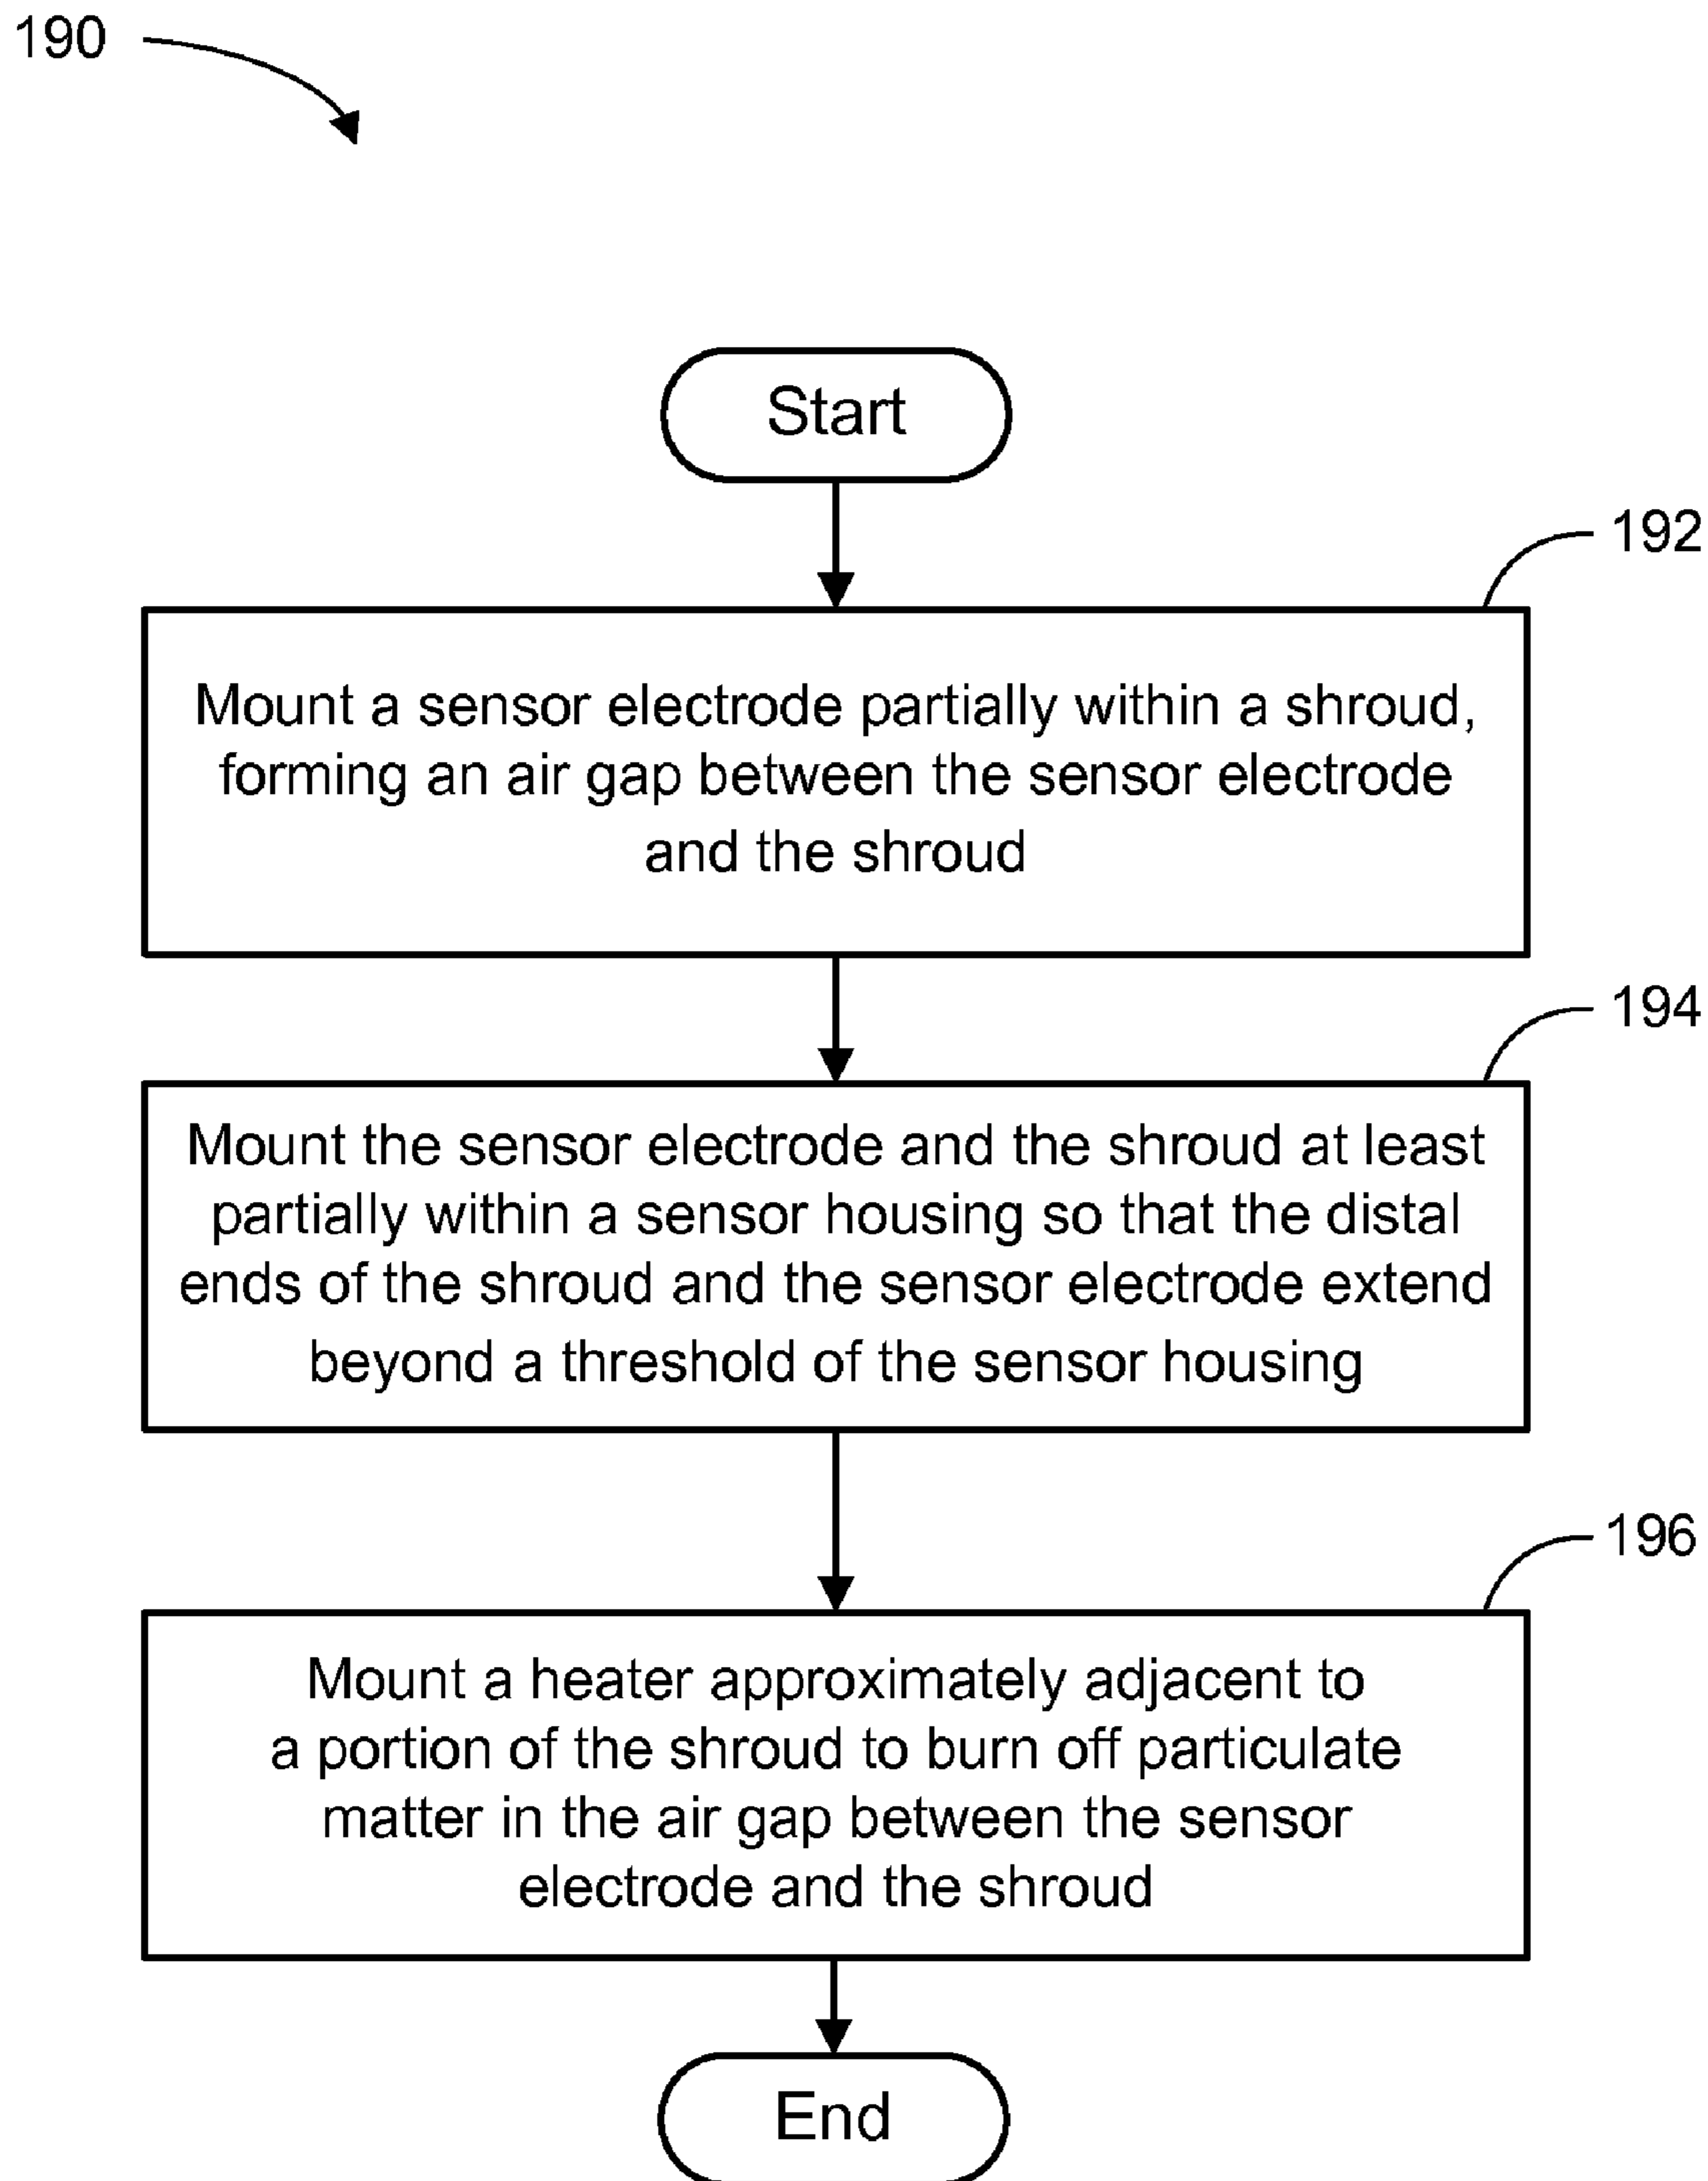 190
Start
192
Mount a sensor electrode partially within a shroud,
forming an air gap between the sensor electrode
and the shroud
194
Mount the sensor electrode and the shroud at least
partially within a sensor housing so that the distal
ends of the shroud and the sensor electrode extend
beyond a threshold of the sensor housing
196
Mount a heater approximately adjacent to
a portion of the shroud to burn off particulate
matter in the air gap between the sensor
electrode and the shroud
End